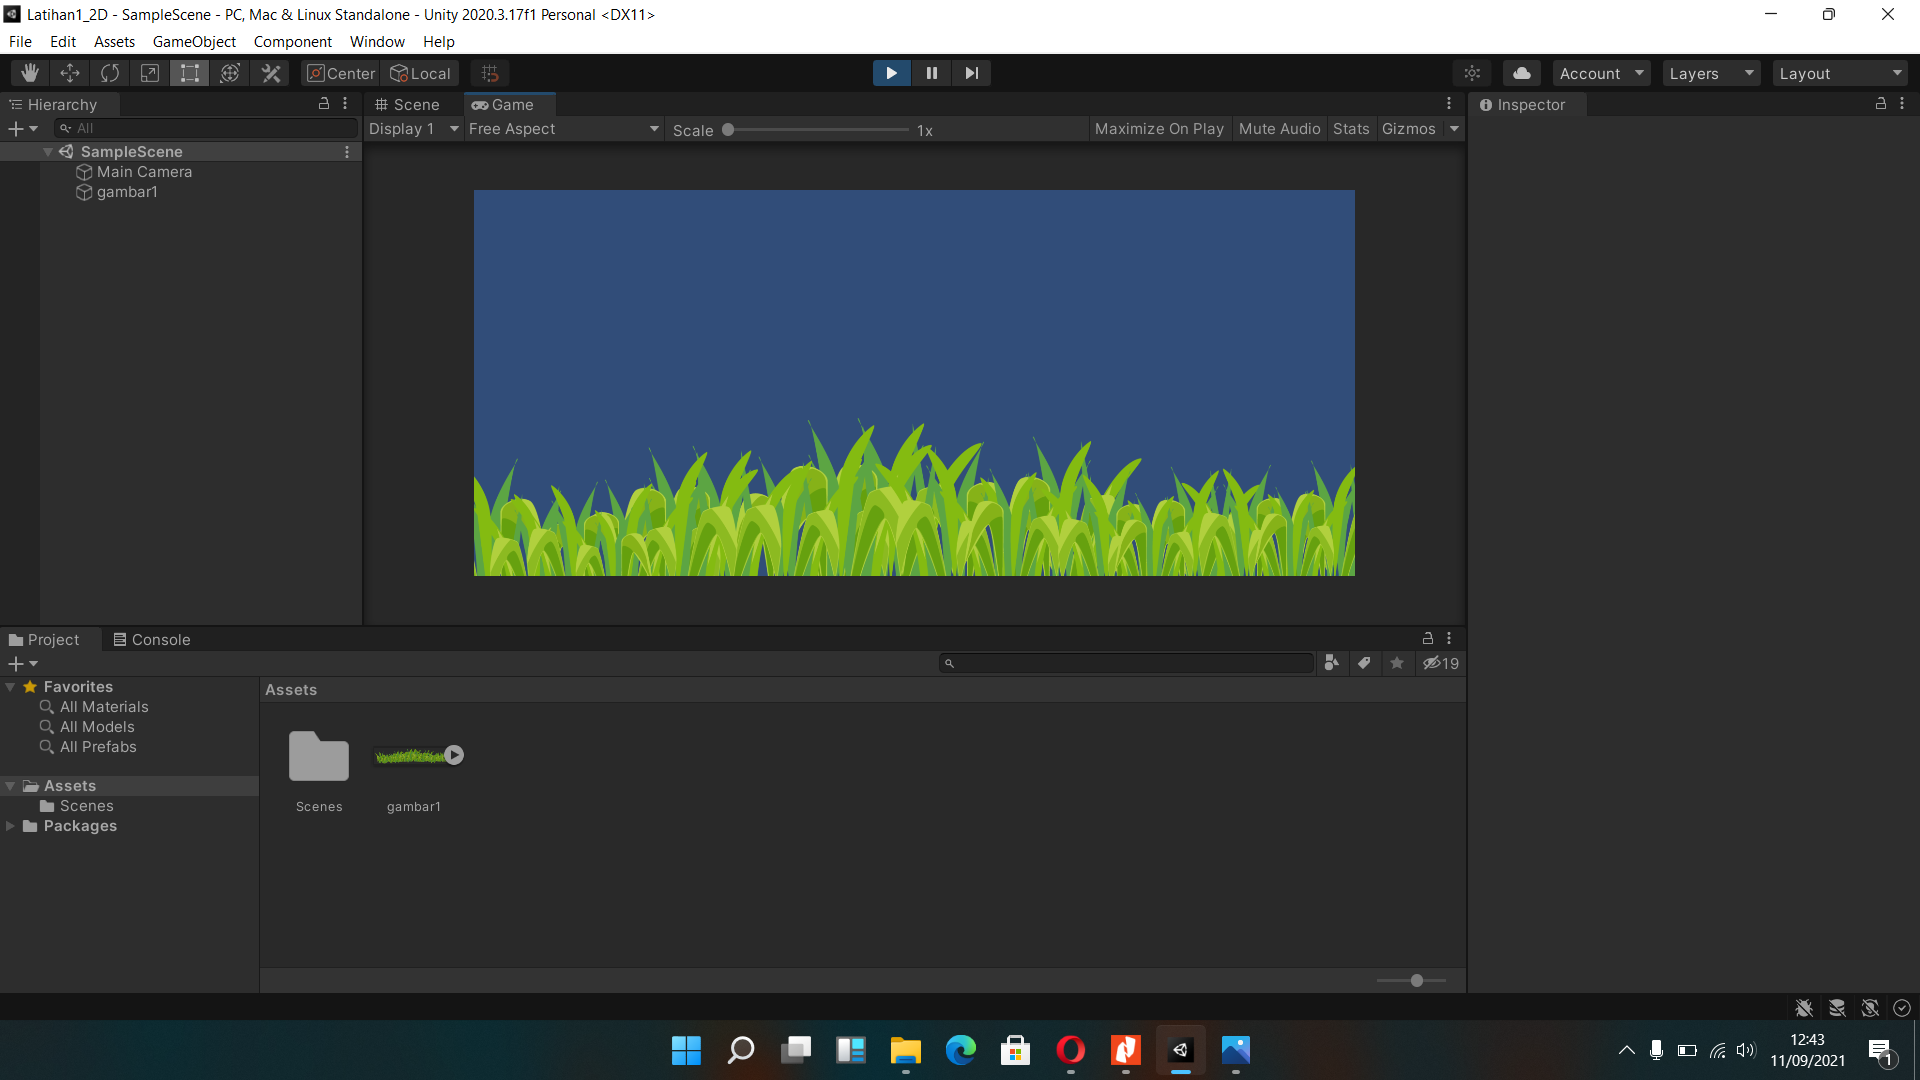 Latihan1_2D - SampleScene - PC, Mac & Linux Standalone - Unity 2020.3.17f1 Personal <DX11>
File Edit Assets GameObject Component Window Help
Center Local Account Layers Layout
Hierarchy
All
SampleScene
Main Camera
gambar1
Scene Game
Display 1 Free Aspect Scale 1x Maximize On Play Mute Audio Stats Gizmos
Inspector
Project Console
19
Favorites
All Materials
All Models
All Prefabs
Assets
Scenes
Packages
Assets
Scenes gambar1
12:43
11/09/2021
1